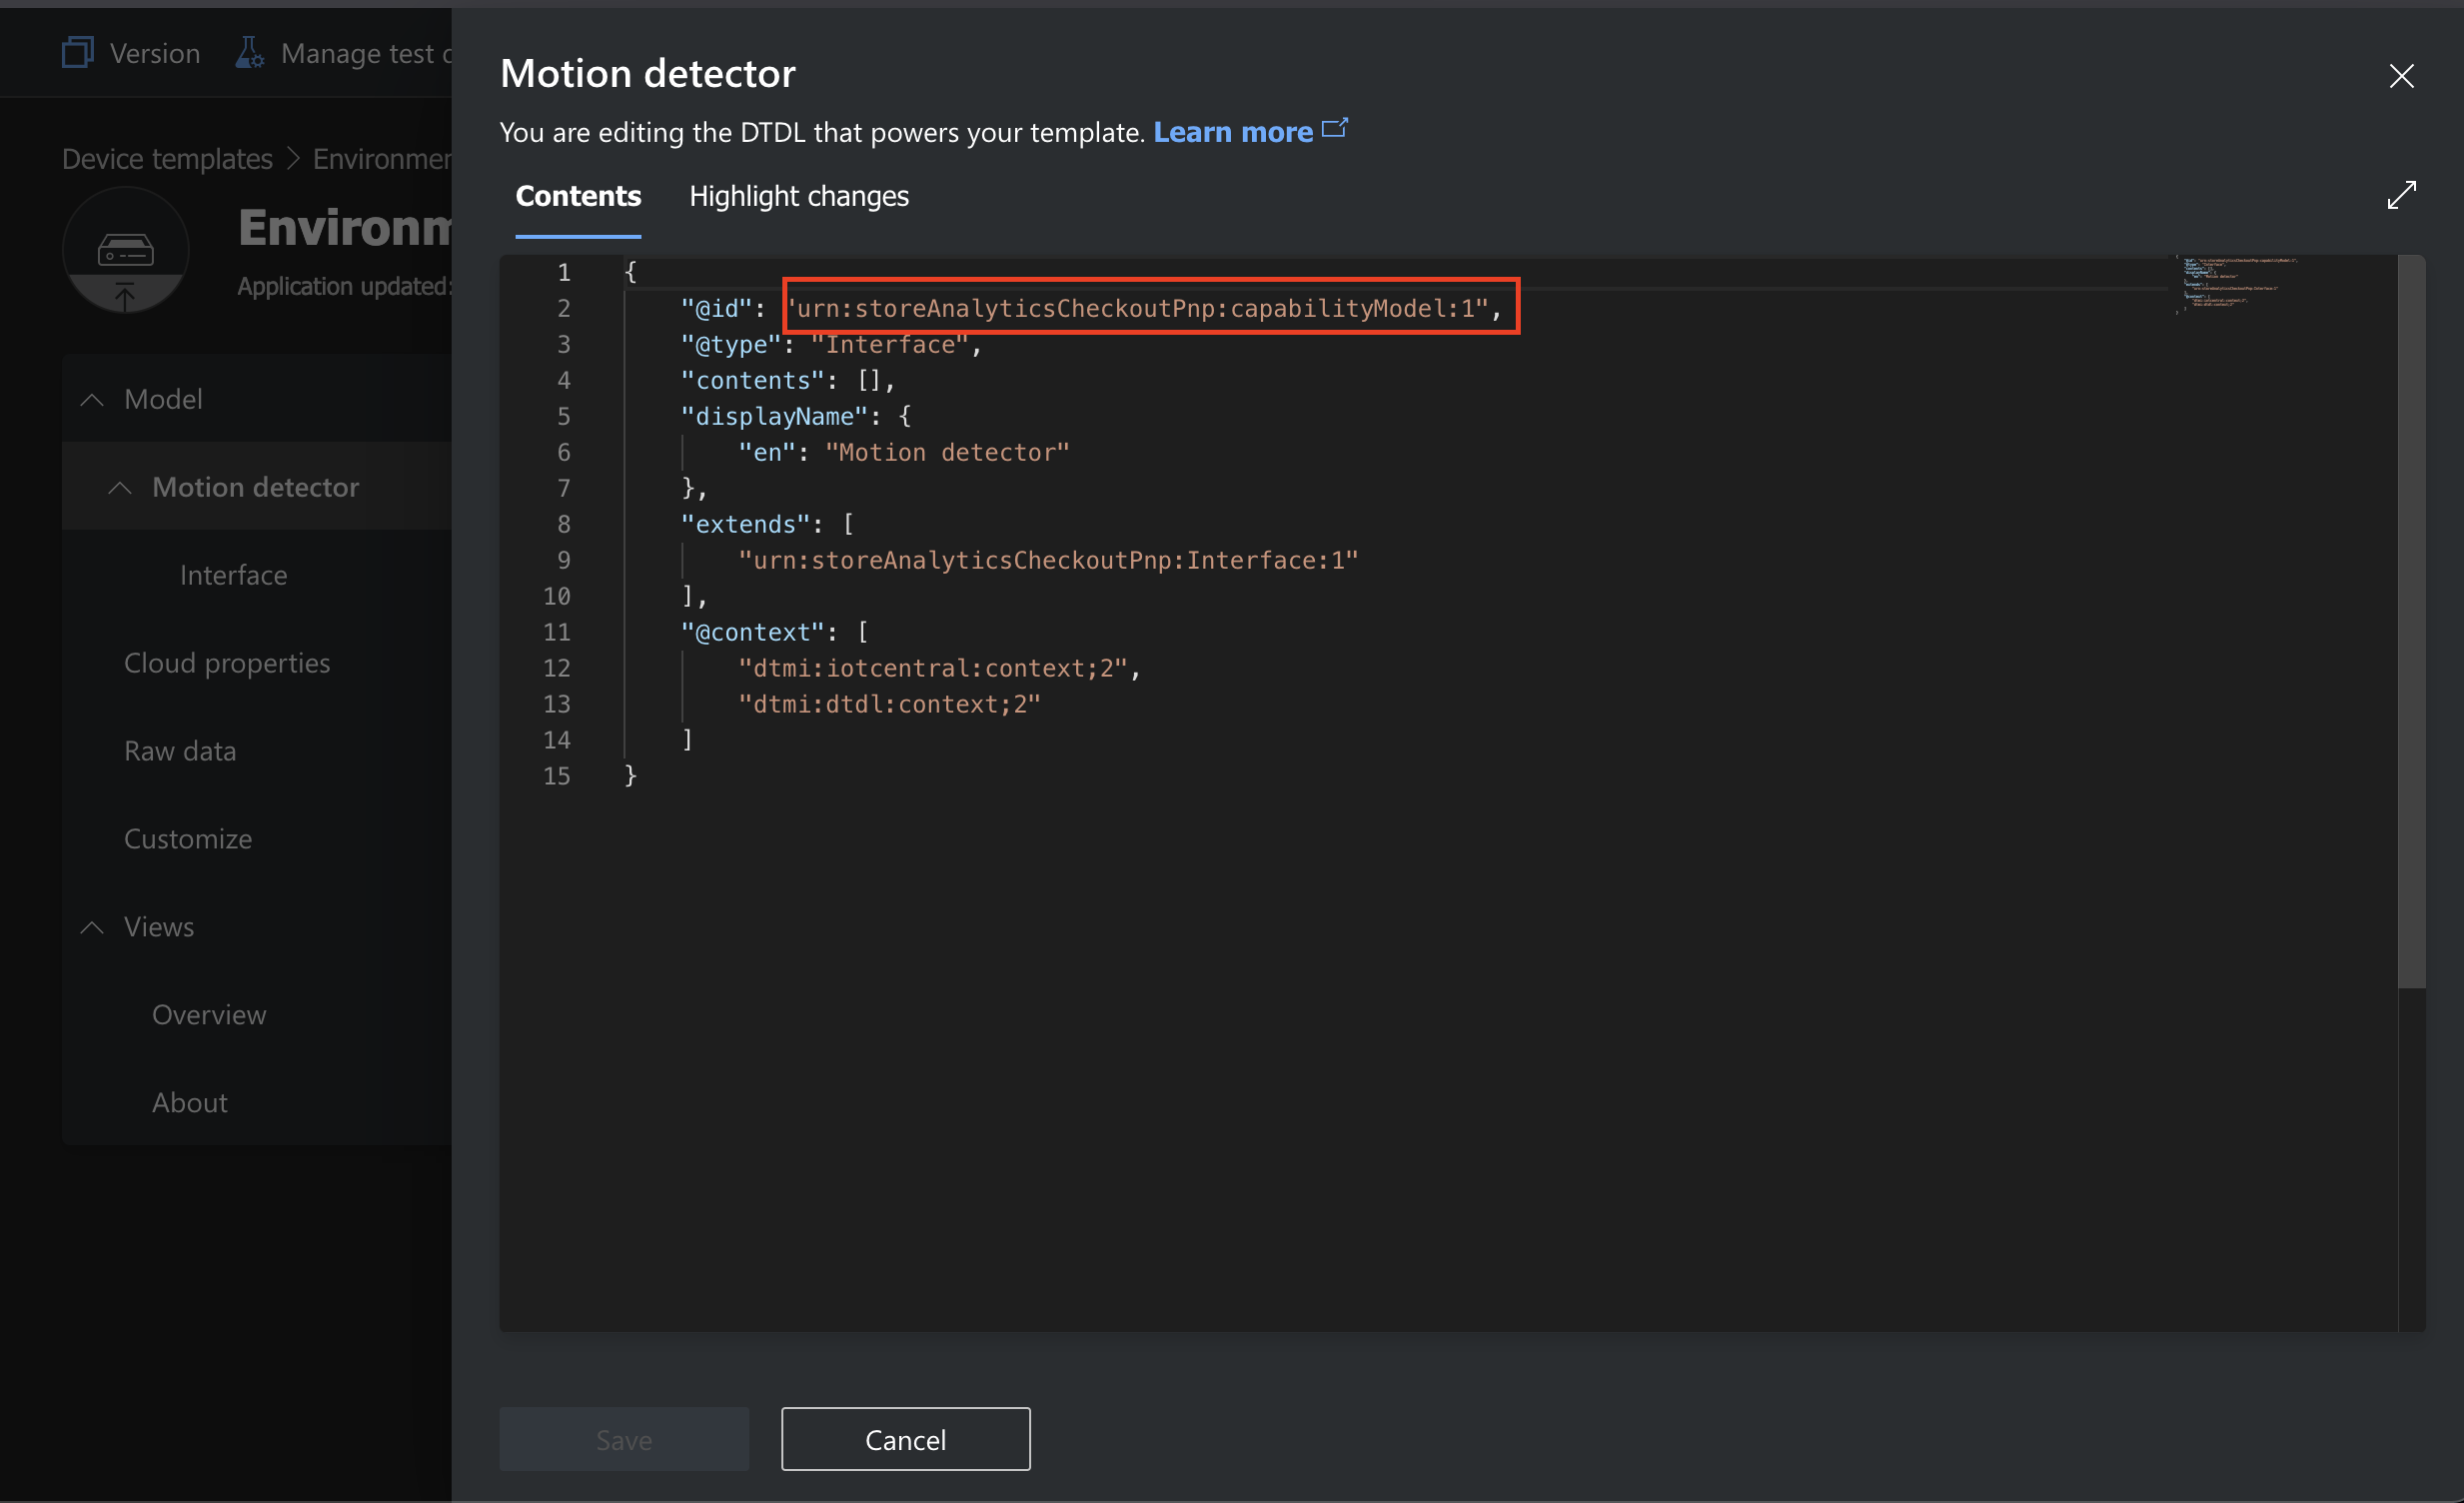 Version
Manage test
Device templates > Environmen
Environm
Application updated:
Model
Motion detector
Interface
Cloud properties
Raw data
Customize
Views
Overview
About
Motion detector
You are editing the DTDL that powers your template. Learn more
Contents
Highlight changes
1 {
2 "@id": "urn:storeAnalyticsCheckoutPnp:capabilityModel:1",
3 "@type": "Interface",
4 "contents": [],
5 "displayName": {
6 "en": "Motion detector"
7 },
8 "extends": [
9 "urn:storeAnalyticsCheckoutPnp:Interface:1"
10 ],
11 "@context": [
12 "dtmi:iotcentral:context;2",
13 "dtmi:dtdl:context;2"
14 ]
15 }
Save
Cancel